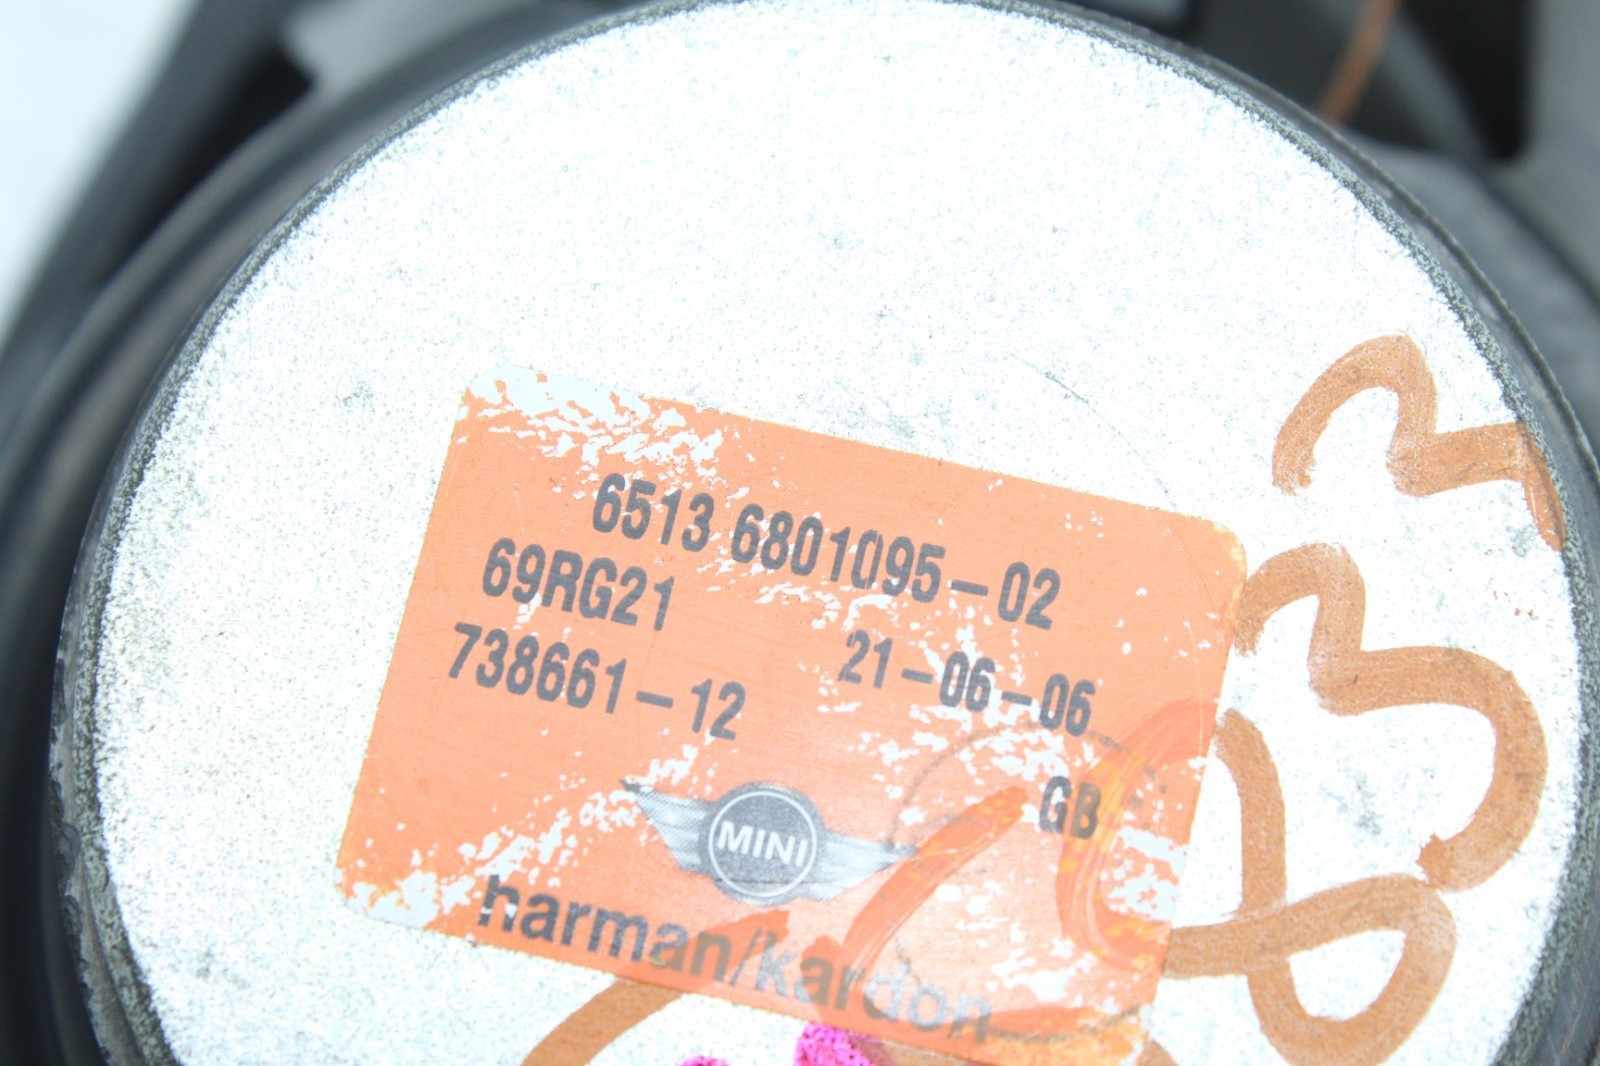 6513 6801095-02
69RG21
738661-12 21-06-06
GB
MINI
harman/kardon